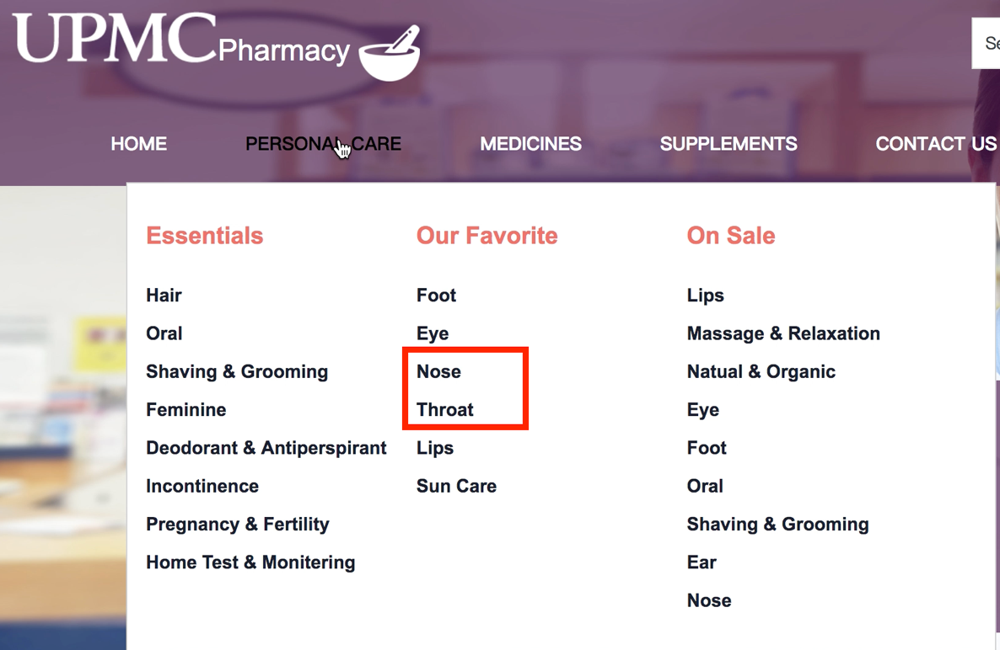 UPMC Pharmacy
HOME PERSONAL CARE MEDICINES SUPPLEMENTS CONTACT US
Essentials
Hair
Oral
Shaving & Grooming
Feminine
Deodorant & Antiperspirant
Incontinence
Pregnancy & Fertility
Home Test & Monitering
Our Favorite
Foot
Eye
Nose
Throat
Lips
Sun Care
On Sale
Lips
Massage & Relaxation
Natual & Organic
Eye
Foot
Oral
Shaving & Grooming
Ear
Nose